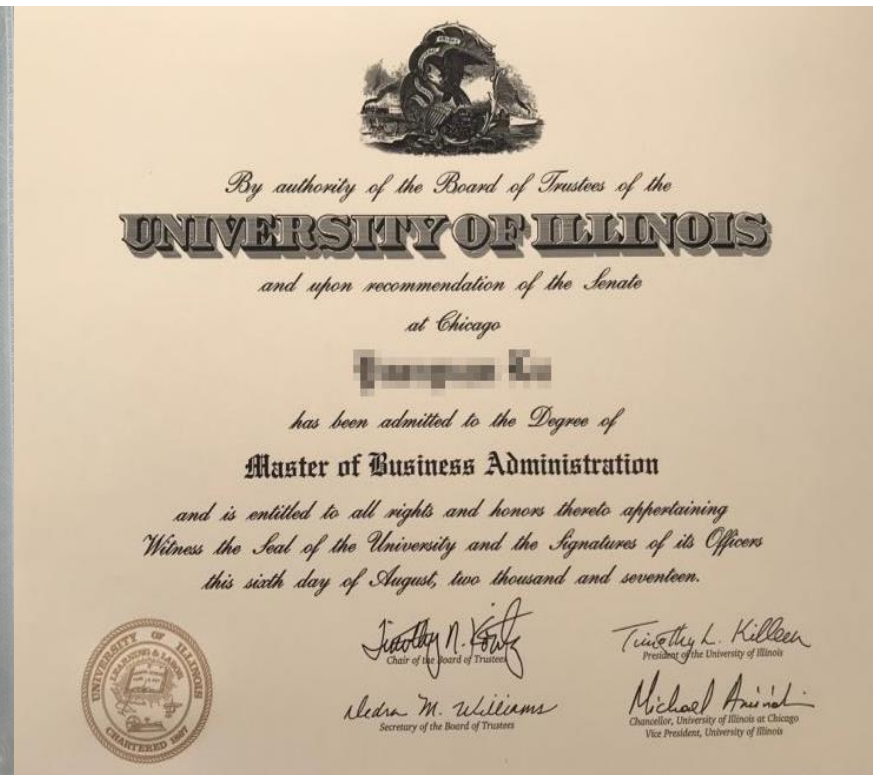 By authority of the Board of Trustees of the
UNIVERSITY OF ILLINOIS
and upon recommendation of the Senate
at Chicago
has been admitted to the Degree of
Master of Business Administration
and is entitled to all rights and honors thereto appertaining
Witness the Seal of the University and the Signatures of its Officers
this sixth day of August, two thousand and seventeen.
Timothy N. Koritz
Chair of the Board of Trustees
Timothy L. Killeen
President of the University of Illinois
Dedra M. Williams
Secretary of the Board of Trustees
Michael Amiridis
Chancellor, University of Illinois at Chicago
Vice President, University of Illinois
UNIVERSITY OF ILLINOIS
LEARNING & LABOR
CHARTERED 1867